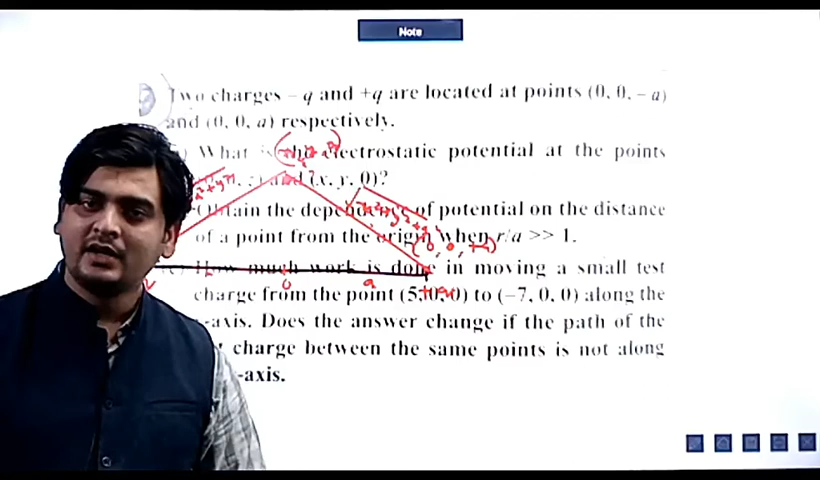 Note
Two charges – q and +q are located at points (0, 0, – a)
and (0, 0, a) respectively.
What is the electrostatic potential at the points
and (x, y, 0)?
Obtain the dependence of potential on the distance
of a point from the origin when r/a >> 1.
How much work is done in moving a small test
charge from the point (5, 0, 0) to (–7, 0, 0) along the
-axis. Does the answer change if the path of the
charge between the same points is not along
-axis.
(0, 0, +a)
0
a